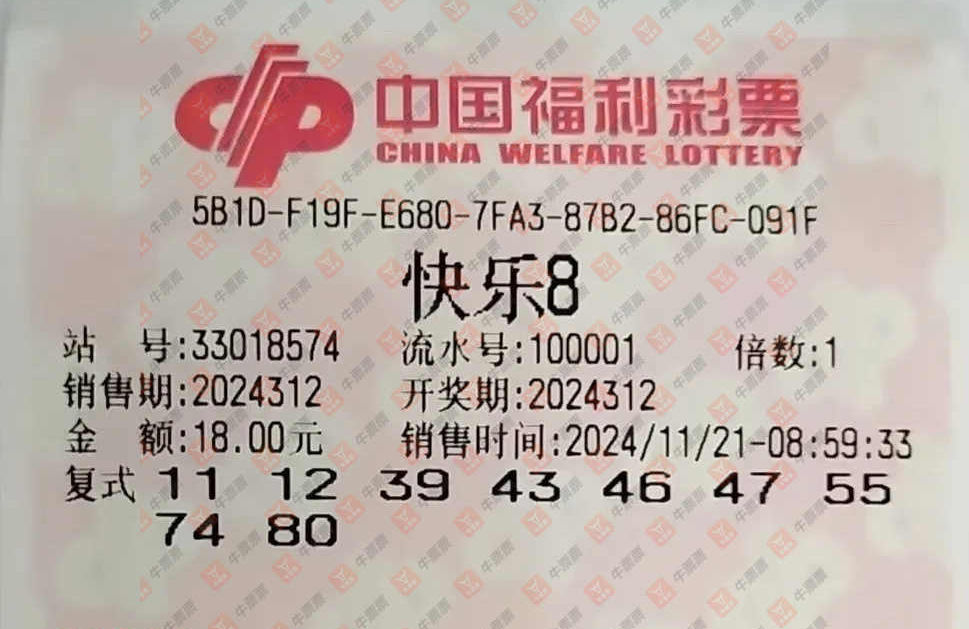 中国福利彩票
CHINA WELFARE LOTTERY
5B1D-F19F-E680-7FA3-87B2-86FC-091F
快乐8
站 号:33018574 流水号:100001 倍数:1
销售期:2024312 开奖期:2024312
金 额:18.00元 销售时间:2024/11/21-08:59:33
复式 11 12 39 43 46 47 55
74 80